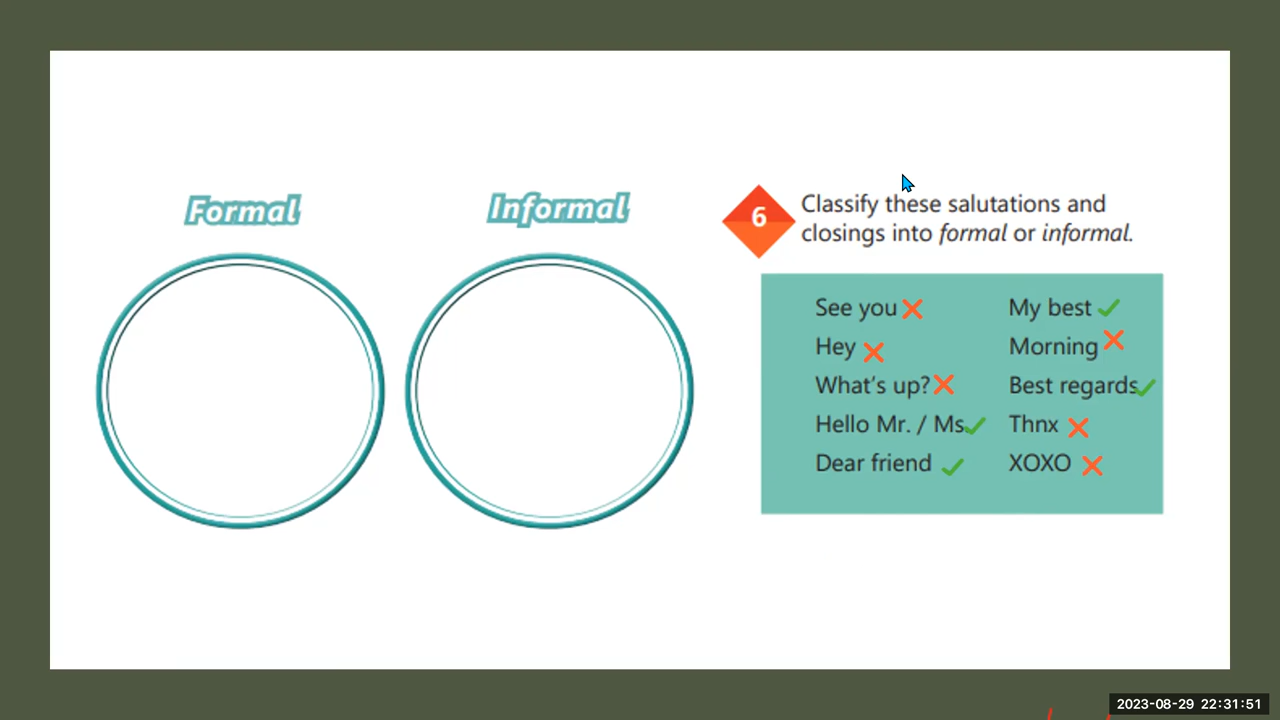 Formal
Informal
6
Classify these salutations and
closings into formal or informal.
See you
Hey
What's up?
Hello Mr. / Ms.
Dear friend
My best
Morning
Best regards
Thnx
XOXO
2023-08-29 22:31:51